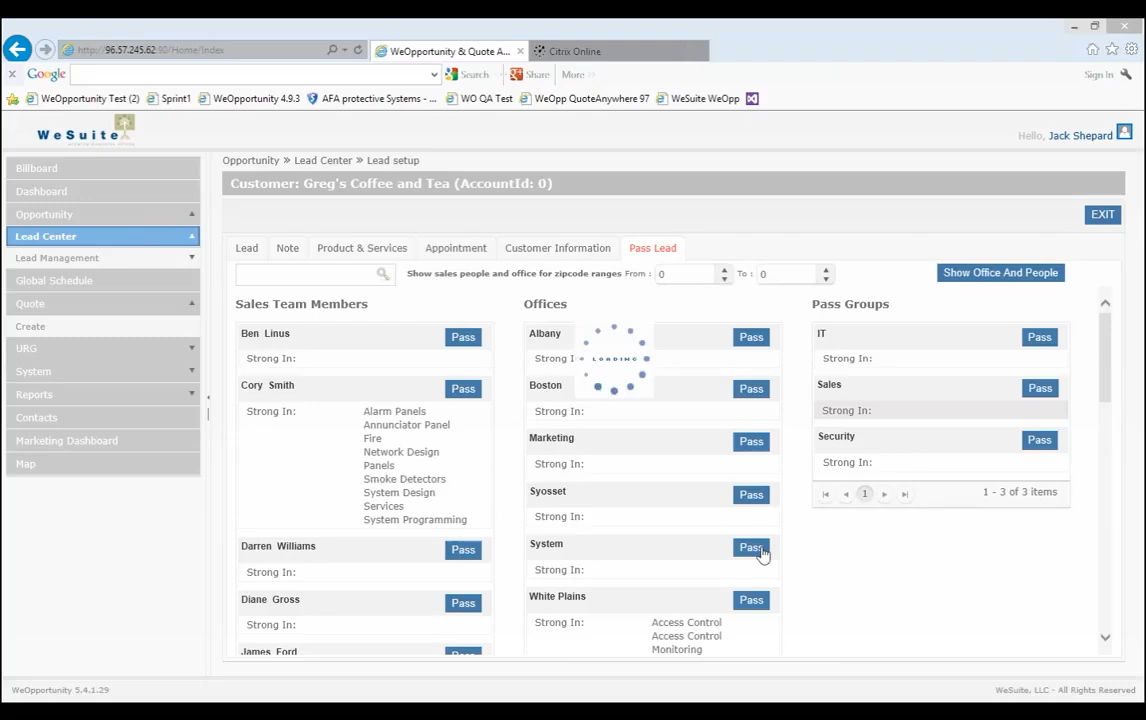 http://96.57.245.62:90/Home/Index
WeOpportunity & Quote A...
Citrix Online
Google
Search
Share
More >>
Sign In
WeOpportunity Test (2)
Sprint1
WeOpportunity 4.9.3
AFA protective Systems - ...
WO QA Test
WeOpp QuoteAnywhere 97
WeSuite WeOpp
WeSuite
Hello, Jack Shepard
Billboard
Dashboard
Opportunity
Lead Center
Lead Management
Global Schedule
Quote
Create
URG
System
Reports
Contacts
Marketing Dashboard
Map
Opportunity » Lead Center » Lead setup
Customer: Greg's Coffee and Tea (AccountId: 0)
EXIT
Lead Note Product & Services Appointment Customer Information Pass Lead
Show sales people and office for zipcode ranges From : 0 To : 0
Show Office And People
Sales Team Members
Ben Linus Pass
Strong In:
Cory Smith Pass
Strong In: Alarm Panels
Annunciator Panel
Fire
Network Design
Panels
Smoke Detectors
System Design
Services
System Programming
Darren Williams Pass
Strong In:
Diane Gross Pass
Strong In:
James Ford Pass
Offices
Albany Pass
Strong I
LOADING
Boston Pass
Strong In:
Marketing Pass
Strong In:
Syosset Pass
Strong In:
System Pass
Strong In:
White Plains Pass
Strong In: Access Control
Access Control
Monitoring
Pass Groups
IT Pass
Strong In:
Sales Pass
Strong In:
Security Pass
Strong In:
1
1 - 3 of 3 items
WeOpportunity 5.4.1.29
WeSuite, LLC - All Rights Reserved